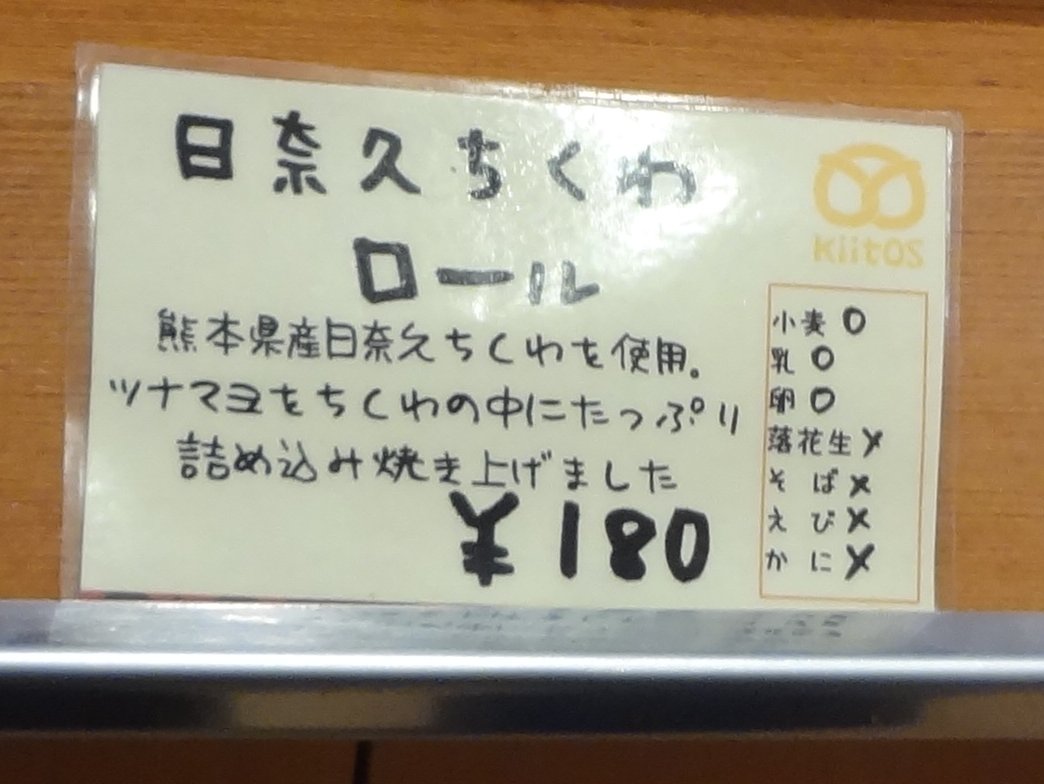 日奈久ちくわ
ロール
熊本県産日奈久ちくわを使用。
ツナマヨをちくわの中にたっぷり
詰め込み焼き上げました
¥180
KiitOS
小麦 O
乳 O
卵 O
落花生 ×
そば ×
えび ×
かに ×